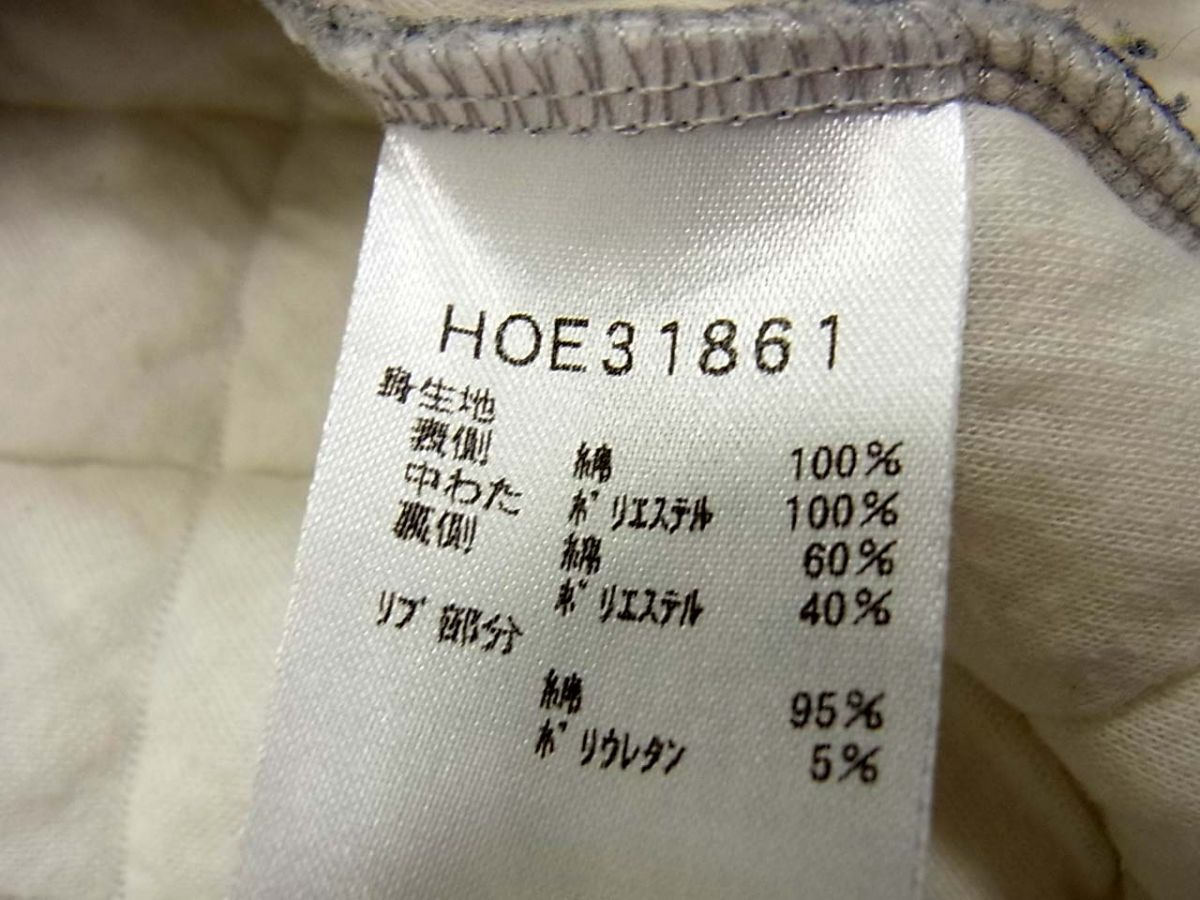 HOE31861
身生地
表側 綿 100%
中わた ポリエステル 100%
裏側 綿 60%
ポリエステル 40%
リブ部分
綿 95%
ポリウレタン 5%